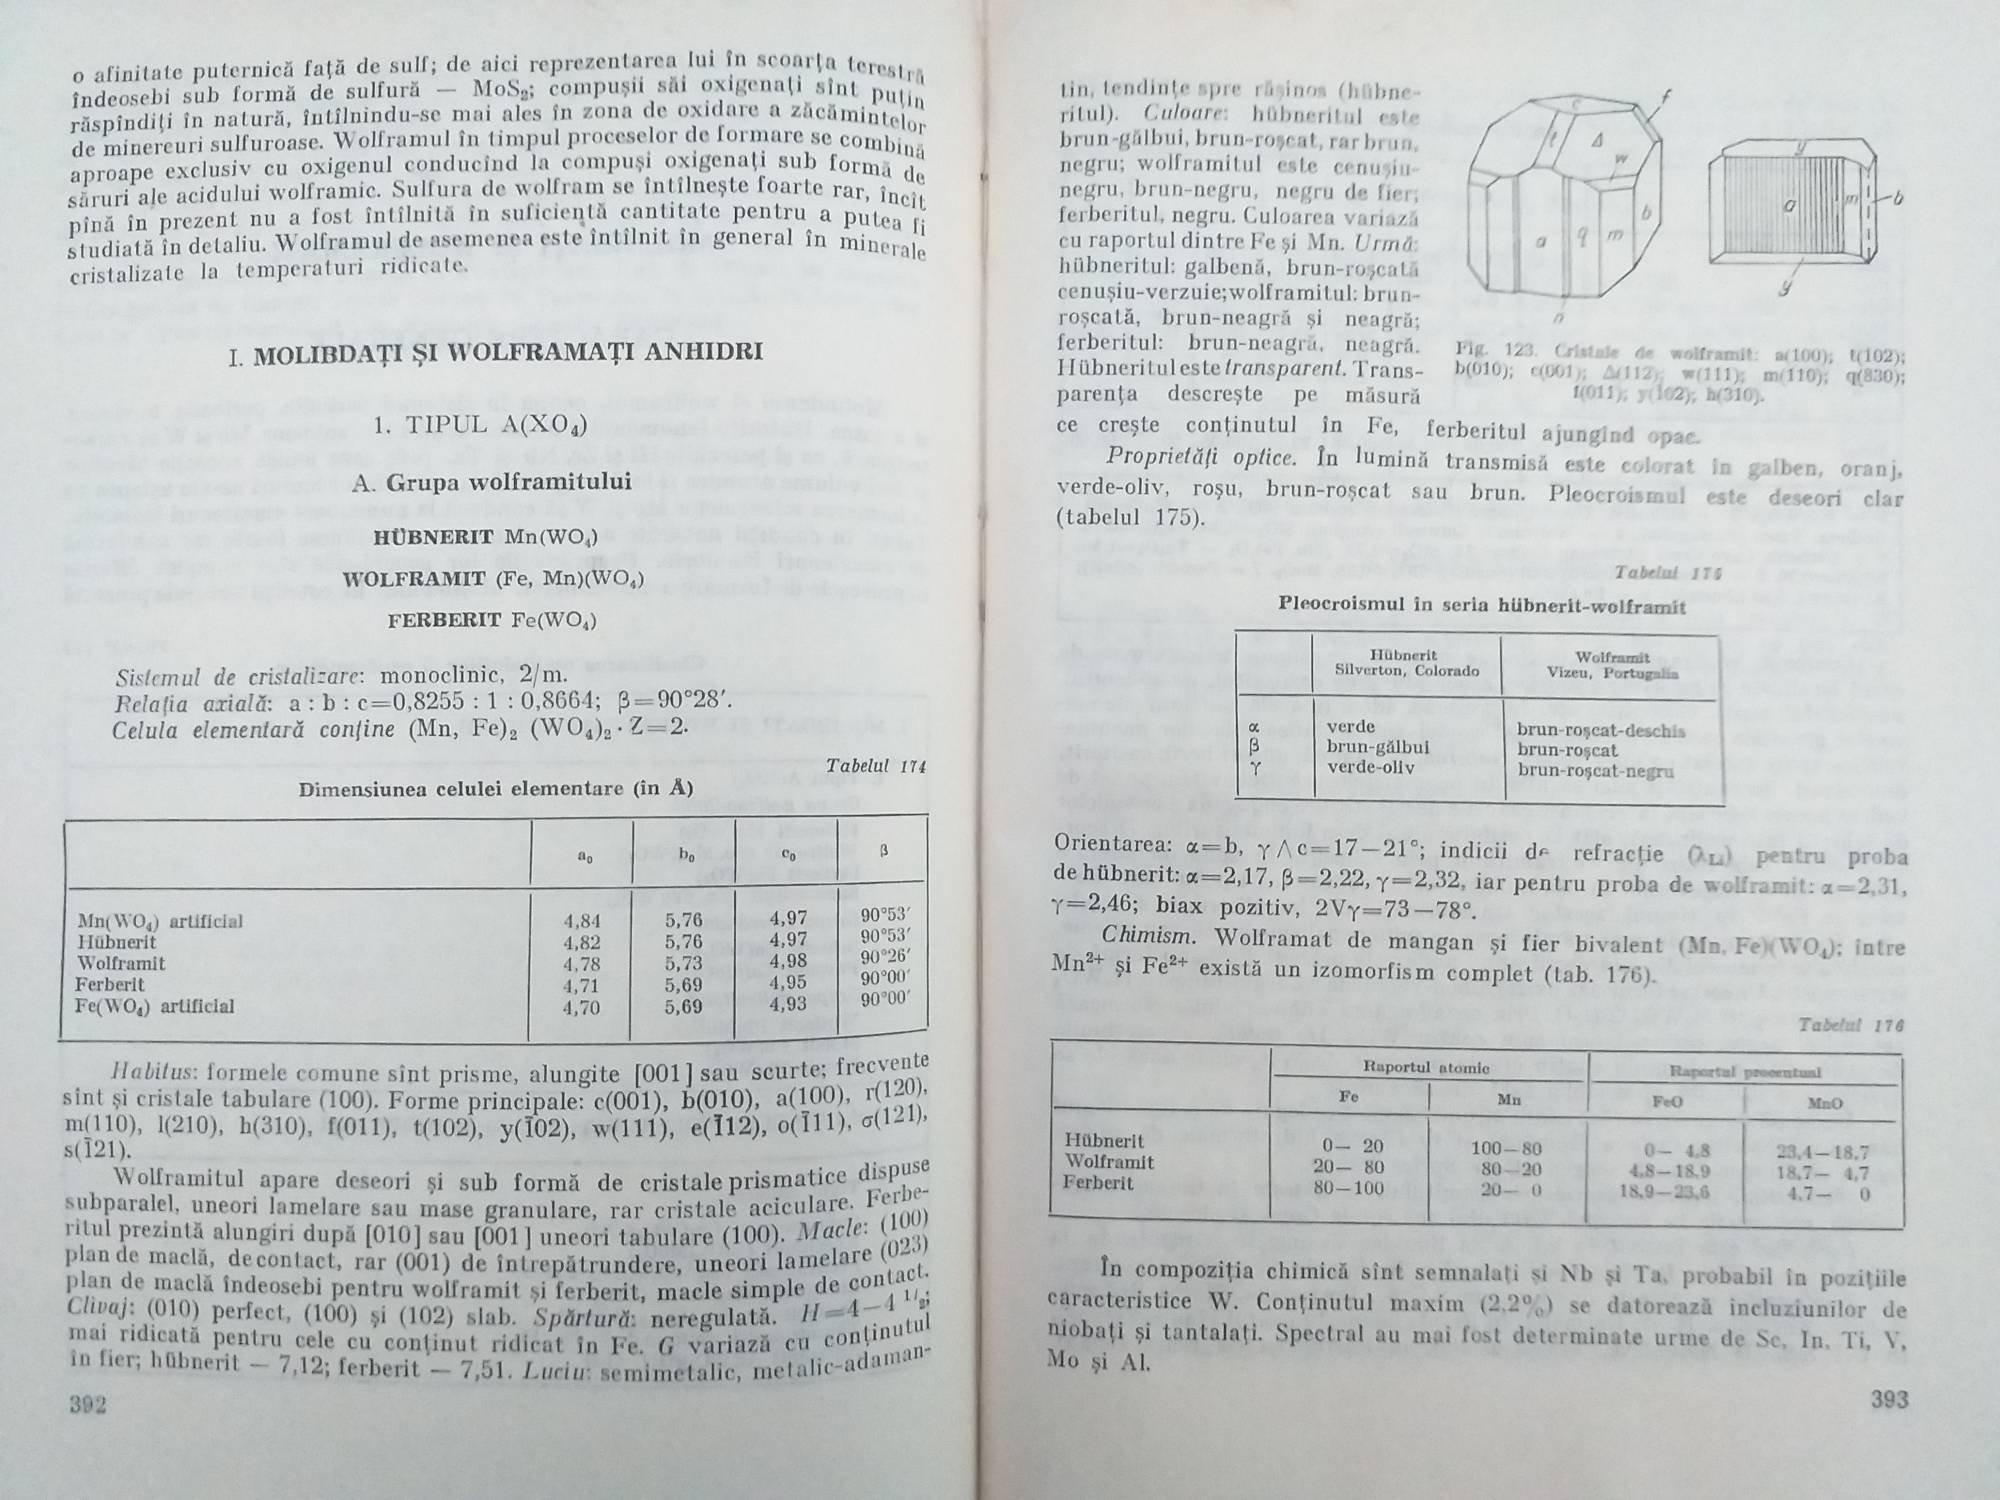 o afinitate puternică față de sulf; de aici reprezentarea lui în scoarța terestră
îndeosebi sub formă de sulfură — MoS₂; compușii săi oxigenați sînt puțin
răspîndiți în natură, întîlnindu-se mai ales în zona de oxidare a zăcămintelor
de minereuri sulfuroase. Wolframul în timpul proceselor de formare se combină
aproape exclusiv cu oxigenul conducînd la compuși oxigenați sub formă de
săruri ale acidului wolframic. Sulfura de wolfram se întîlnește foarte rar, încît
pînă în prezent nu a fost întîlnită în suficientă cantitate pentru a putea fi
studiată în detaliu. Wolframul de asemenea este întîlnit în general în minerale
cristalizate la temperaturi ridicate.
I. MOLIBDAȚI ȘI WOLFRAMAȚI ANHIDRI
1. TIPUL A(XO₄)
A. Grupa wolframitului
HÜBNERIT Mn(WO₄)
WOLFRAMIT (Fe, Mn)(WO₄)
FERBERIT Fe(WO₄)
Sistemul de cristalizare: monoclinic, 2/m.
Relația axială: a : b : c=0,8255 : 1 : 0,8664; β=90°28′.
Celula elementară conține (Mn, Fe)₂ (WO₄)₂ · Z=2.
Tabelul 174
Dimensiunea celulei elementare (în Å)
a₀ b₀ c₀ β
Mn(WO₄) artificial 4,84 5,76 4,97 90°53′
Hübnerit 4,82 5,76 4,97 90°53′
Wolframit 4,78 5,73 4,98 90°26′
Ferberit 4,71 5,69 4,95 90°00′
Fe(WO₄) artificial 4,70 5,69 4,93 90°00′
Habitus: formele comune sînt prisme, alungite [001] sau scurte; frecvente
sînt și cristale tabulare (100). Forme principale: c(001), b(010), a(100), r(120),
m(110), l(210), h(310), f(011), t(102), y(1̄02), w(111), e(1̄12), o(1̄11), σ(121),
s(1̄21).
Wolframitul apare deseori și sub formă de cristale prismatice dispuse
subparalel, uneori lamelare sau mase granulare, rar cristale aciculare. Ferbe-
ritul prezintă alungiri după [010] sau [001] uneori tabulare (100). Macle: (100)
plan de maclă, de contact, rar (001) de întrepătrundere, uneori lamelare (023)
plan de maclă îndeosebi pentru wolframit și ferberit, macle simple de contact.
Clivaj: (010) perfect, (100) și (102) slab. Spărtură: neregulată. H=4—4 1/2;
mai ridicată pentru cele cu conținut ridicat în Fe. G variază cu conținutul
în fier; hübnerit — 7,12; ferberit — 7,51. Luciu: semimetalic, metalic-adaman-
392
tin, tendințe spre rășinos (hübne-
ritul). Culoare: hübneritul este
brun-gălbui, brun-roșcat, rar brun,
negru; wolframitul este cenușiu-
negru, brun-negru, negru de fier;
ferberitul, negru. Culoarea variază
cu raportul dintre Fe și Mn. Urmă:
hübneritul: galbenă, brun-roșcată
cenușiu-verzuie; wolframitul: brun-
roșcată, brun-neagră și neagră;
ferberitul: brun-neagră, neagră.
Hübneritul este transparent. Trans-
parența descrește pe măsură
ce crește conținutul în Fe, ferberitul ajungînd opac.
c f t Δ w b a q m n
y a m b y
Fig. 123. Cristale de wolframit: a(100); t(102);
b(010); c(001); Δ(112); w(111); m(110); q(830);
f(011); y(102); h(310).
Proprietăți optice. În lumină transmisă este colorat în galben, oranj,
verde-oliv, roșu, brun-roșcat sau brun. Pleocroismul este deseori clar
(tabelul 175).
Tabelul 175
Pleocroismul în seria hübnerit-wolframit
Hübnerit Wolframit
Silverton, Colorado Vizeu, Portugalia
α verde brun-roșcat-deschis
β brun-gălbui brun-roșcat
γ verde-oliv brun-roșcat-negru
Orientarea: α=b, γ∧c=17—21°; indicii de refracție (λLi) pentru proba
de hübnerit: α=2,17, β=2,22, γ=2,32, iar pentru proba de wolframit: α=2,31,
γ=2,46; biax pozitiv, 2Vγ=73—78°.
Chimism. Wolframat de mangan și fier bivalent (Mn, Fe)(WO₄); între
Mn²⁺ și Fe²⁺ există un izomorfism complet (tab. 176).
Tabelul 176
Raportul atomic Raportul procentual
Fe Mn FeO MnO
Hübnerit 0— 20 100—80 0— 4,8 23,4—18,7
Wolframit 20— 80 80—20 4,8—18,9 18,7— 4,7
Ferberit 80—100 20— 0 18,9—23,6 4,7— 0
În compoziția chimică sînt semnalați și Nb și Ta, probabil în pozițiile
caracteristice W. Conținutul maxim (2,2%) se datorează incluziunilor de
niobați și tantalați. Spectral au mai fost determinate urme de Sc, In, Ti, V,
Mo și Al.
393